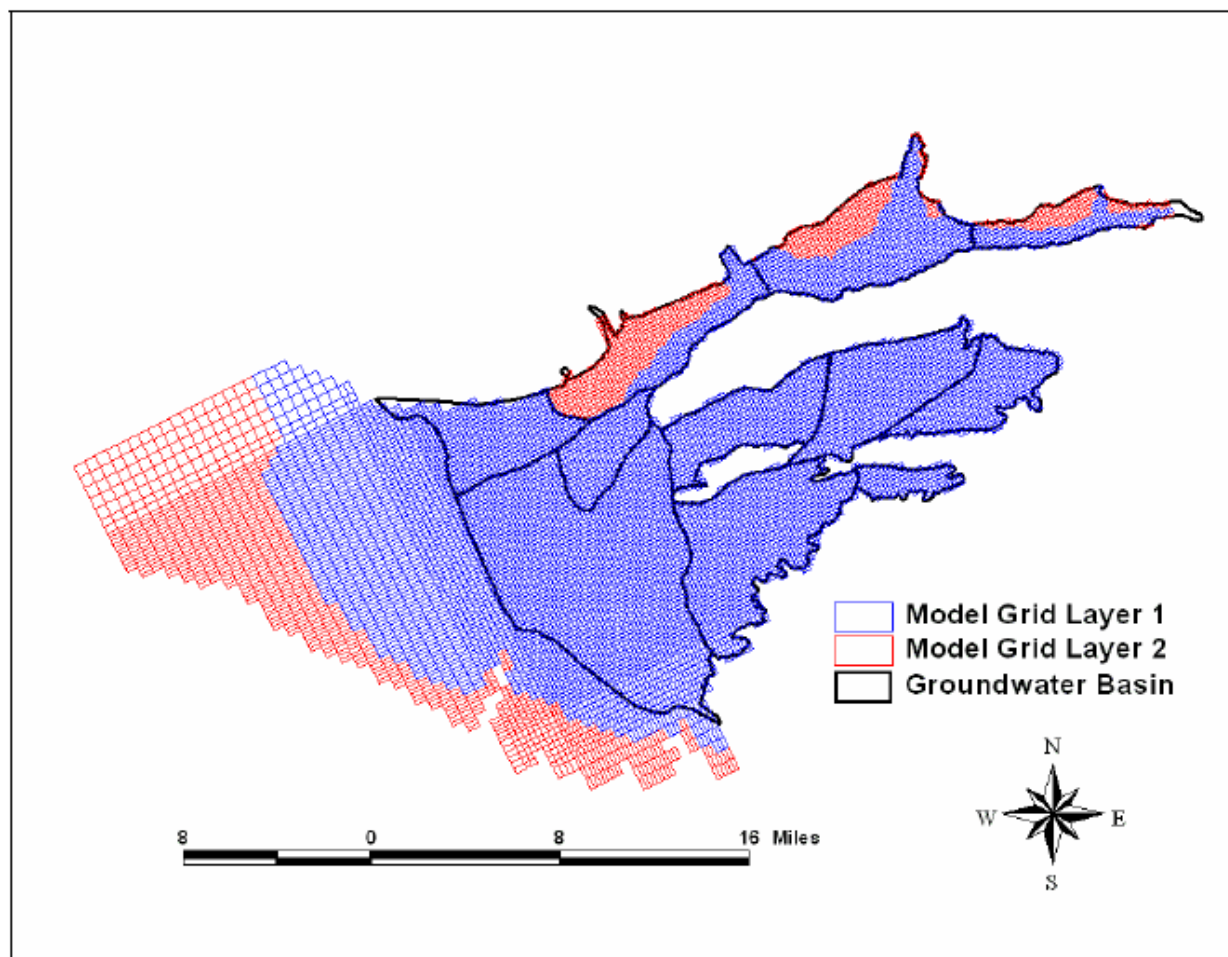 Model Grid Layer 1
Model Grid Layer 2
Groundwater Basin
N
W E
S
8 0 8 16 Miles